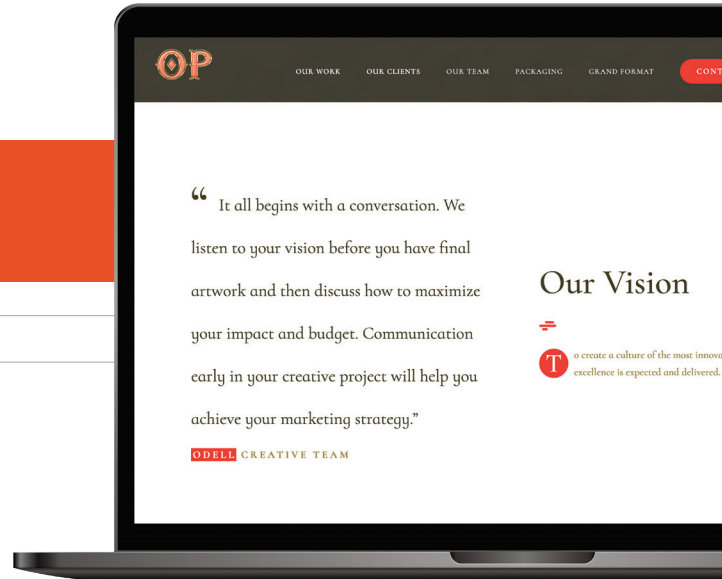 OP
OUR WORK OUR CLIENTS OUR TEAM PACKAGING GRAND FORMAT
“ It all begins with a conversation. We
listen to your vision before you have final
artwork and then discuss how to maximize
your impact and budget. Communication
early in your creative project will help you
achieve your marketing strategy.”
ODELL CREATIVE TEAM
Our Vision
To create a culture of the most
excellence is expected and delivered.